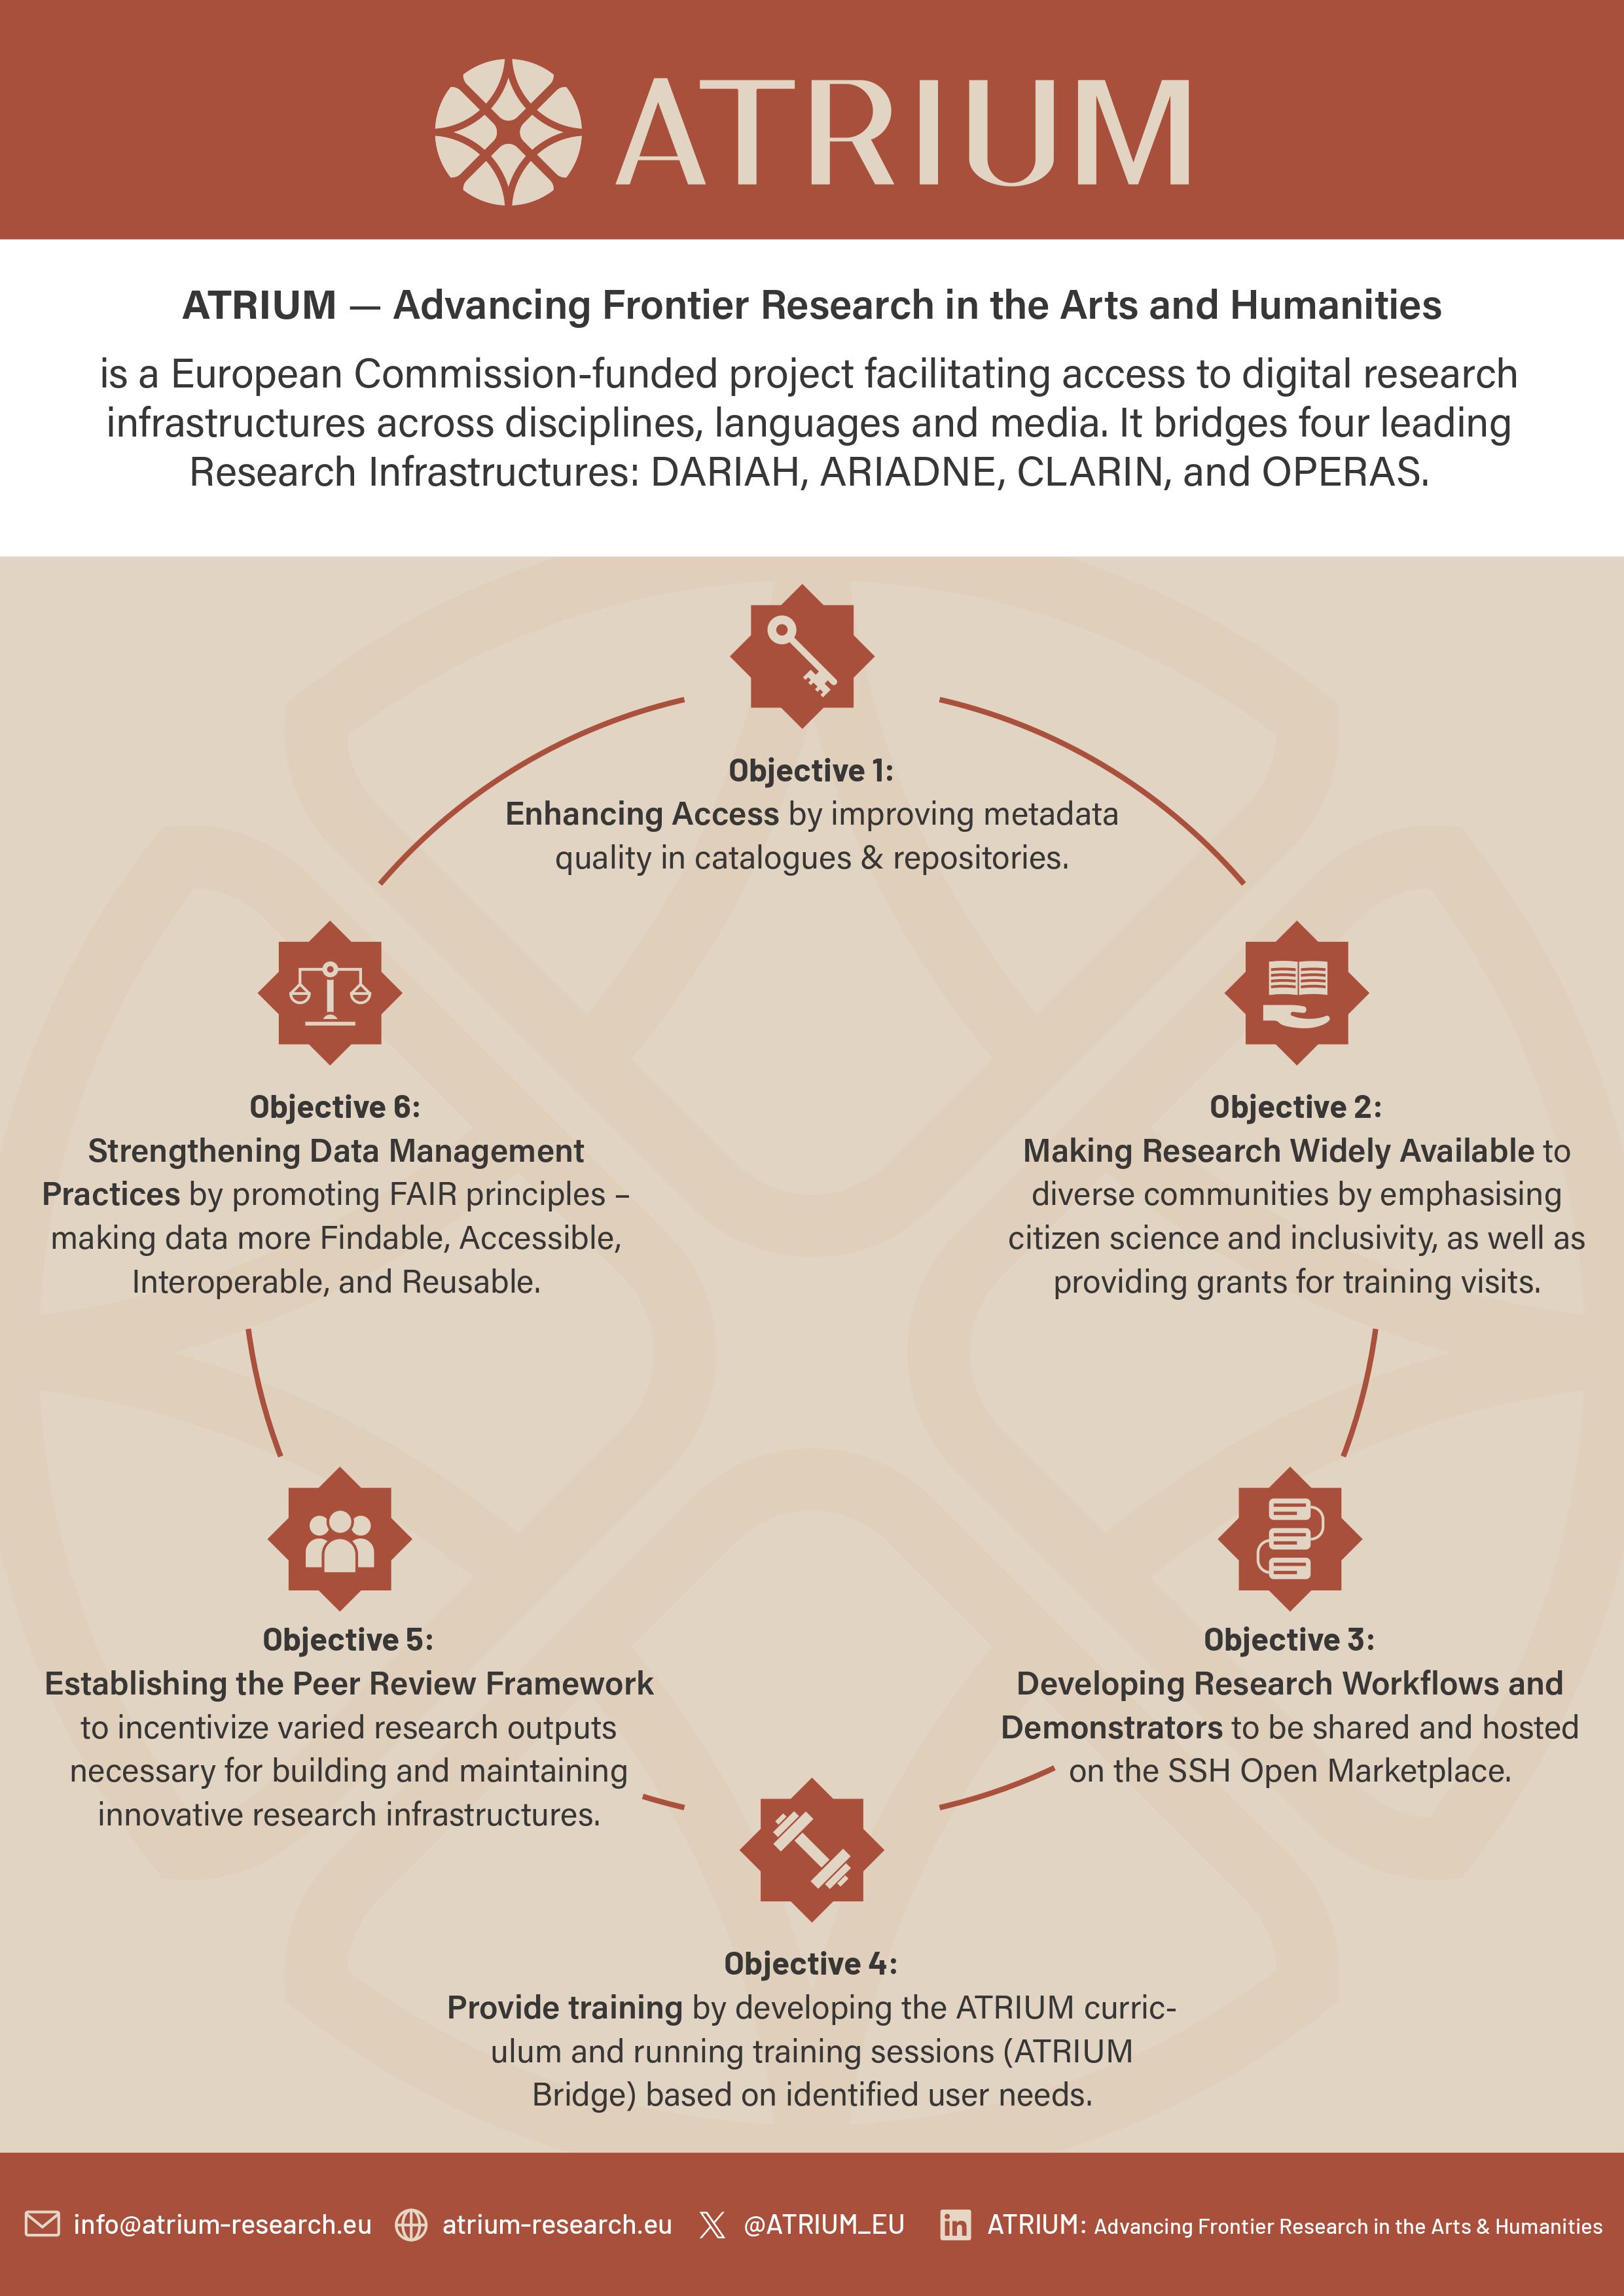 ATRIUM
ATRIUM — Advancing Frontier Research in the Arts and Humanities
is a European Commission-funded project facilitating access to digital research
infrastructures across disciplines, languages and media. It bridges four leading
Research Infrastructures: DARIAH, ARIADNE, CLARIN, and OPERAS.
Objective 1:
Enhancing Access by improving metadata
quality in catalogues & repositories.
Objective 2:
Making Research Widely Available to
diverse communities by emphasising
citizen science and inclusivity, as well as
providing grants for training visits.
Objective 3:
Developing Research Workflows and
Demonstrators to be shared and hosted
on the SSH Open Marketplace.
Objective 4:
Provide training by developing the ATRIUM curric-
ulum and running training sessions (ATRIUM
Bridge) based on identified user needs.
Objective 5:
Establishing the Peer Review Framework
to incentivize varied research outputs
necessary for building and maintaining
innovative research infrastructures.
Objective 6:
Strengthening Data Management
Practices by promoting FAIR principles –
making data more Findable, Accessible,
Interoperable, and Reusable.
info@atrium-research.eu
atrium-research.eu
@ATRIUM_EU
ATRIUM: Advancing Frontier Research in the Arts & Humanities